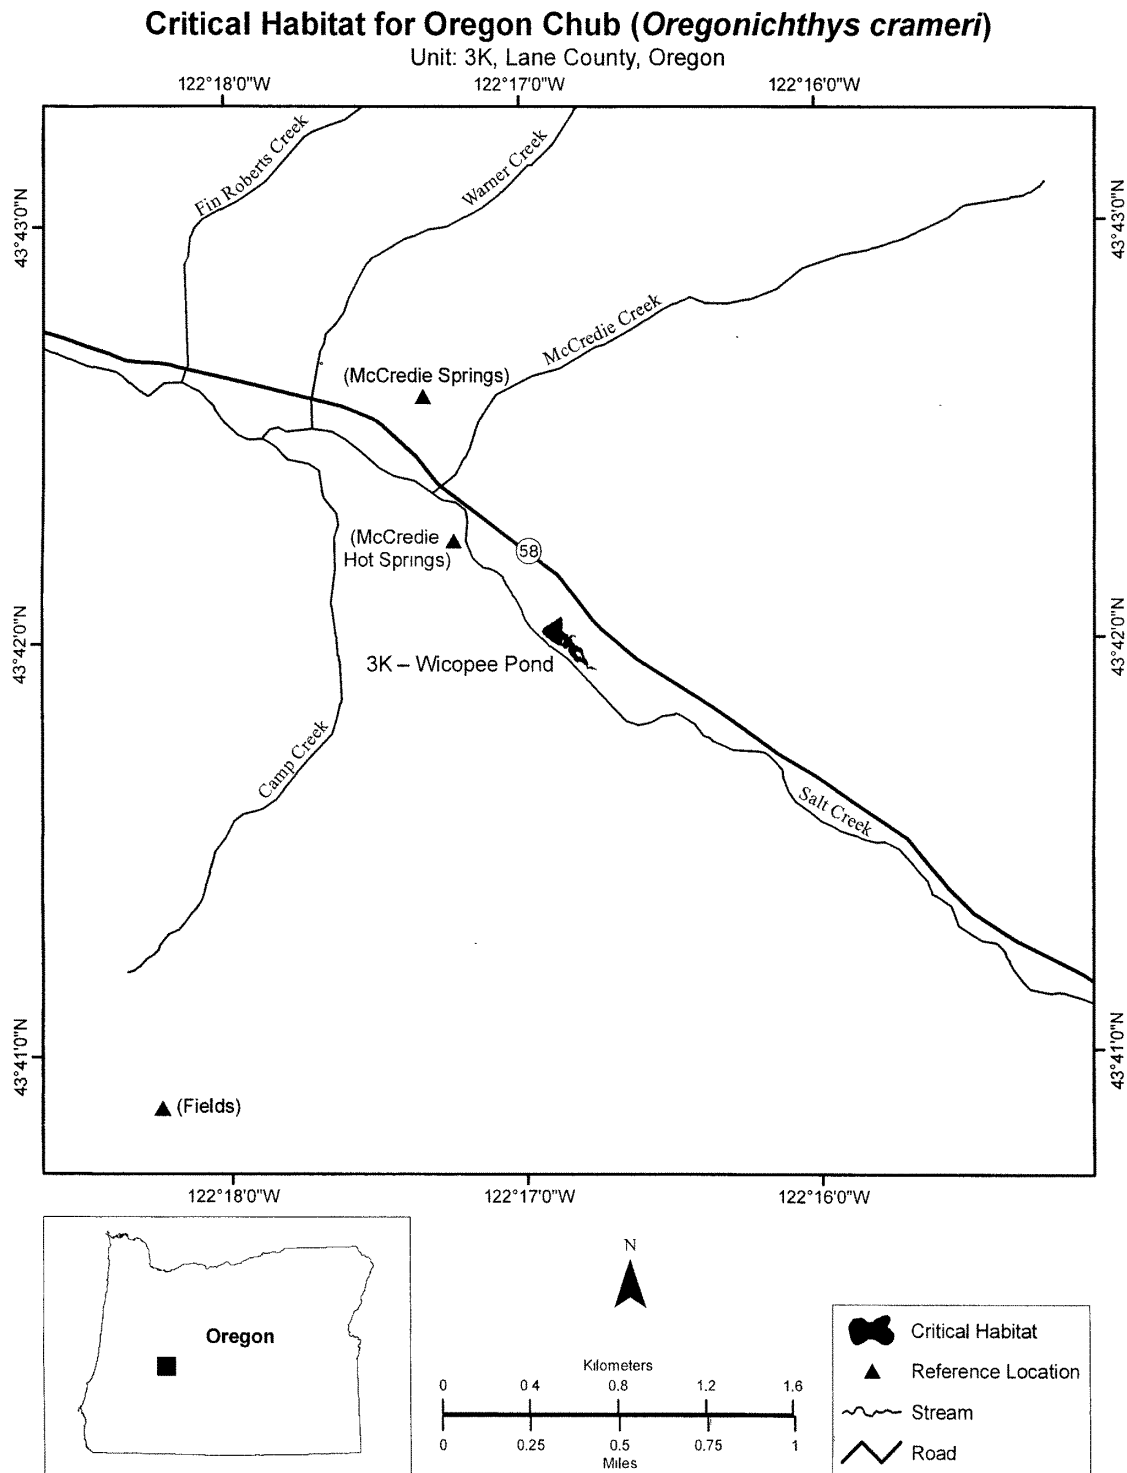 Critical Habitat for Oregon Chub (Oregonichthys crameri)
Unit: 3K, Lane County, Oregon
122°18'0"W 122°17'0"W 122°16'0"W
Fin Roberts Creek
Warner Creek
43°43'0"N
43°43'0"N
McCredie Creek
(McCredie Springs)
(McCredie
Hot Springs)
58
43°42'0"N
43°42'0"N
3K – Wicopee Pond
Camp Creek
Salt Creek
43°41'0"N
43°41'0"N
(Fields)
122°18'0"W 122°17'0"W 122°16'0"W
Oregon
N
Kilometers
0 0 4 0.8 1.2 1.6
0 0.25 0.5 0.75 1
Miles
Critical Habitat
Reference Location
Stream
Road